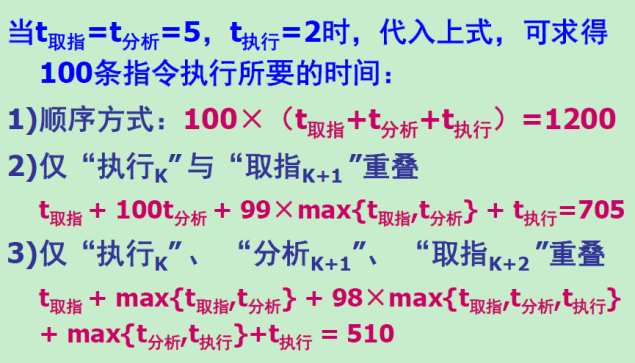 当t取指=t分析=5，t执行=2时，代入上式，可求得
100条指令执行所要的时间：
1)顺序方式：100×（t取指+t分析+t执行）=1200
2)仅“执行K”与“取指K+1”重叠
t取指 + 100t分析 + 99×max{t取指,t分析} + t执行=705
3)仅“执行K”、“分析K+1”、“取指K+2”重叠
t取指 + max{t取指,t分析} + 98×max{t取指,t分析,t执行}
+ max{t分析,t执行}+t执行 = 510